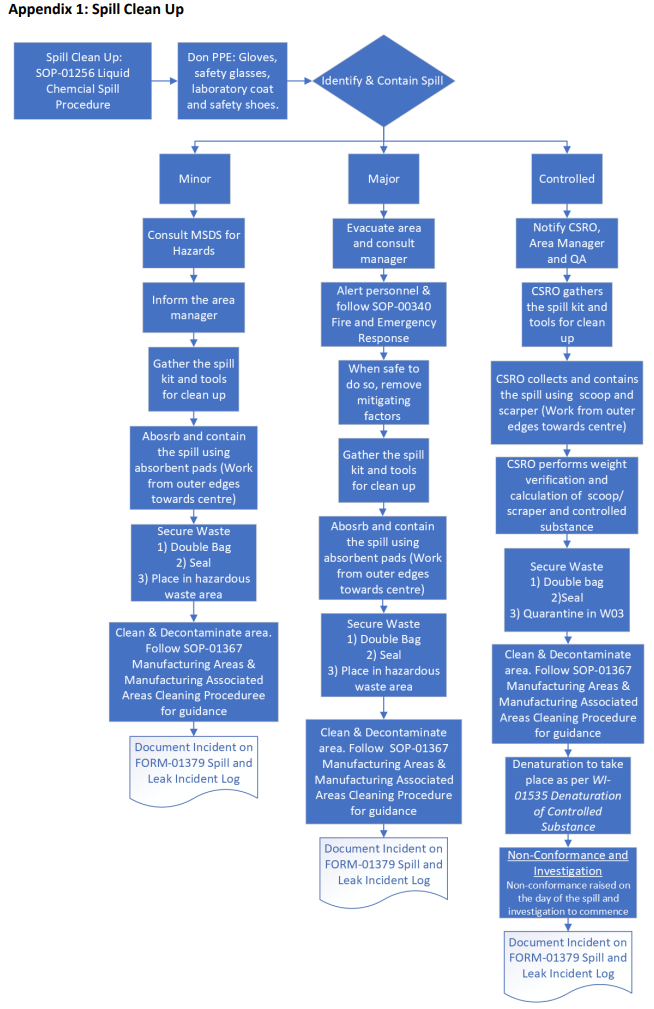 Appendix 1: Spill Clean Up
Spill Clean Up:
SOP-01256 Liquid
Chemcial Spill
Procedure
Don PPE: Gloves,
safety glasses,
laboratory coat
and safety shoes.
Identify & Contain Spill
Minor
Consult MSDS for
Hazards
Inform the area
manager
Gather the spill
kit and tools
for clean up
Abosrb and contain
the spill using
absorbent pads (Work
from outer edges
towards centre)
Secure Waste
1) Double Bag
2) Seal
3) Place in hazardous
waste area
Clean & Decontaminate area.
Follow SOP-01367
Manufacturing Areas &
Manufacturing Associated
Areas Cleaning Proceduree
for guidance
Document Incident on
FORM-01379 Spill and
Leak Incident Log
Major
Evacuate area
and consult
manager
Alert personnel &
follow SOP-00340
Fire and Emergency
Response
When safe to
do so, remove
mitigating
factors
Gather the spill
kit and tools
for clean up
Abosrb and contain
the spill using
absorbent pads (Work
from outer edges
towards centre)
Secure Waste
1) Double Bag
2) Seal
3) Place in hazardous
waste area
Clean & Decontaminate
area. Follow SOP-01367
Manufacturing Areas &
Manufacturing Associated
Areas Cleaning Procedure
for guidance
Document Incident on
FORM-01379 Spill and
Leak Incident Log
Controlled
Notify CSRO,
Area Manager
and QA
CSRO gathers
the spill kit and
tools for clean
up
CSRO collects and contains
the spill using scoop and
scarper (Work from outer
edges towards centre)
CSRO performs weight
verification and
calculation of scoop/
scraper and controlled
substance
Secure Waste
1) Double bag
2)Seal
3) Quarantine in W03
Clean & Decontaminate
area. Follow SOP-01367
Manufacturing Areas &
Manufacturing Associated
Areas Cleaning Procedure
for guidance
Denaturation to take
place as per WI-
01535 Denaturation
of Controlled
Substance
Non-Conformance and
Investigation
Non-conformance raised on
the day of the spill and
investigation to commence
Document Incident on
FORM-01379 Spill and
Leak Incident Log